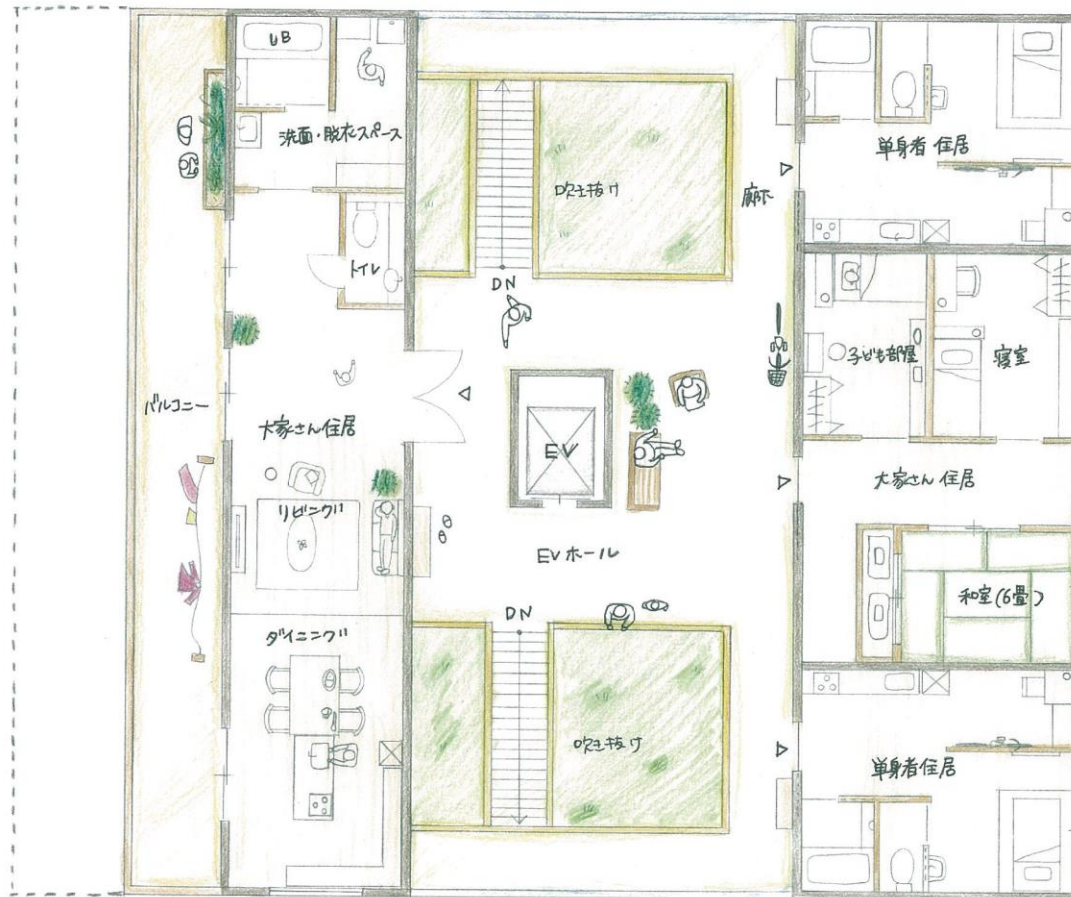 UB
洗面・脱衣スペース
トイレ
バルコニー
大家さん住居
リビング
ダイニング
吹き抜け
DN
廊下
EV
EVホール
DN
吹き抜け
単身者 住居
子ども部屋
寝室
大家さん 住居
和室(6畳)
単身者住居